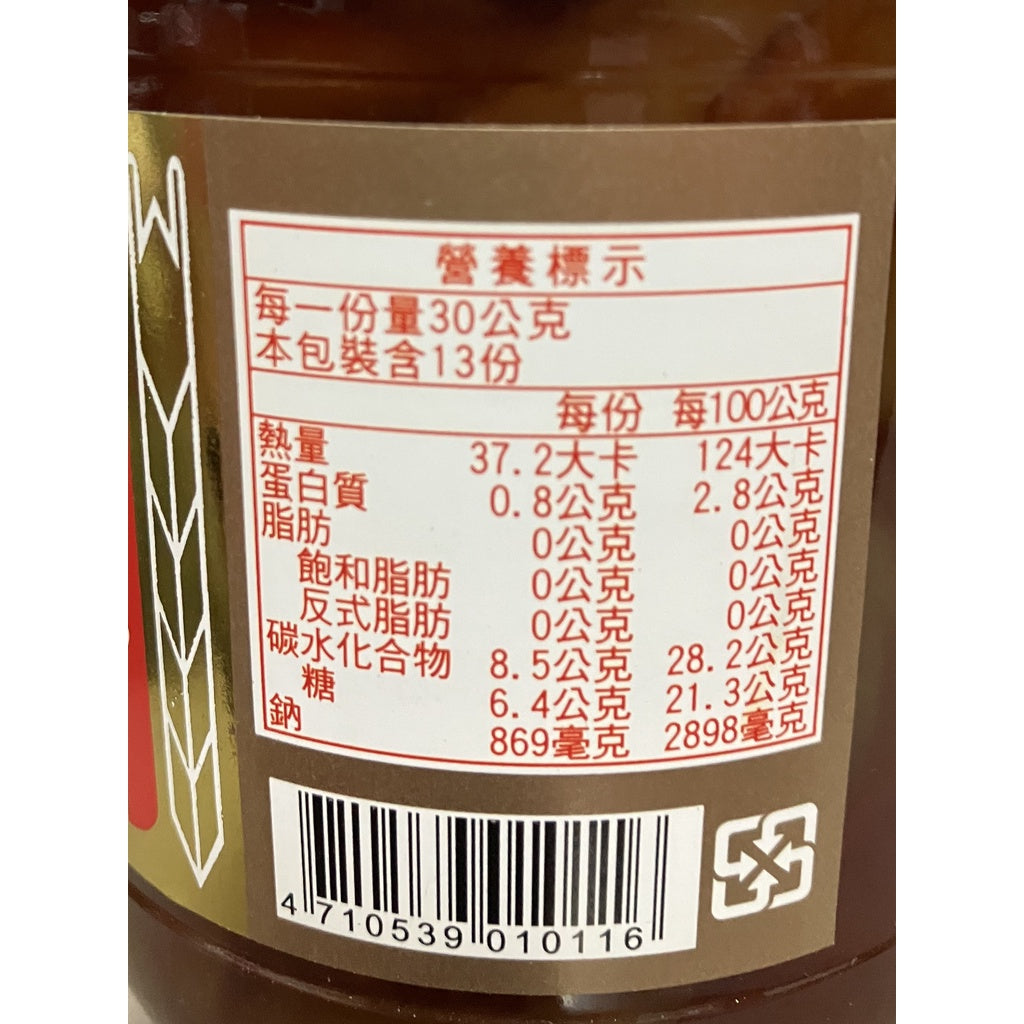 營養標示
每一份量30公克
本包裝含13份
每份 每100公克
熱量 37.2大卡 124大卡
蛋白質 0.8公克 2.8公克
脂肪 0公克 0公克
飽和脂肪 0公克 0公克
反式脂肪 0公克 0公克
碳水化合物 8.5公克 28.2公克
糖 6.4公克 21.3公克
鈉 869毫克 2898毫克
4 710539 010116